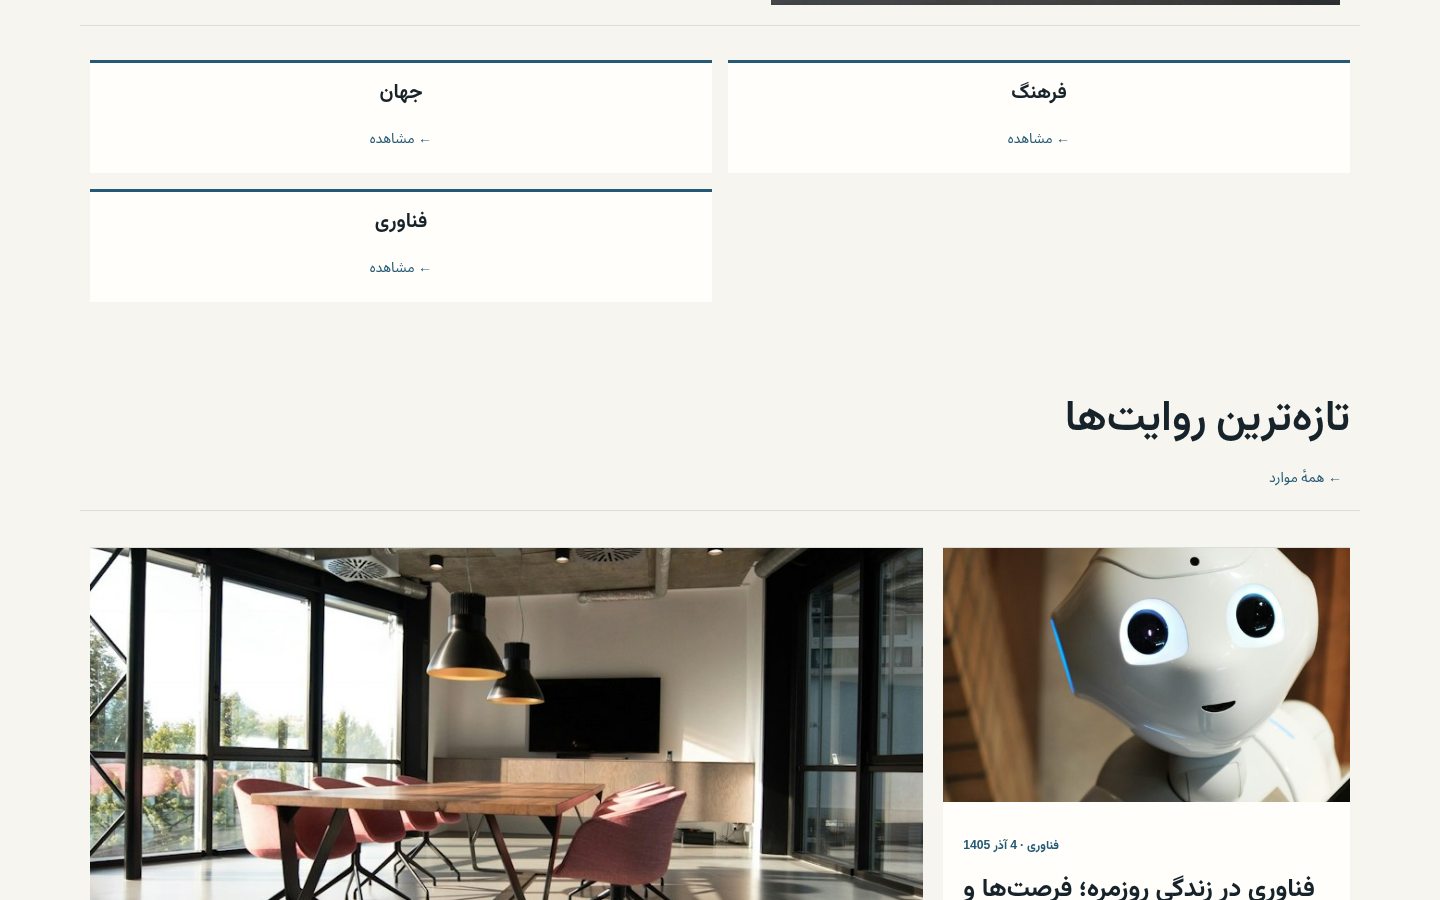 فرهنگ
← مشاهده
جهان
← مشاهده
فناوری
← مشاهده
تازه‌ترین روایت‌ها
← همهٔ موارد
فناوری · 4 آذر 1405
فناوری در زندگی روزمره؛ فرصت‌ها و